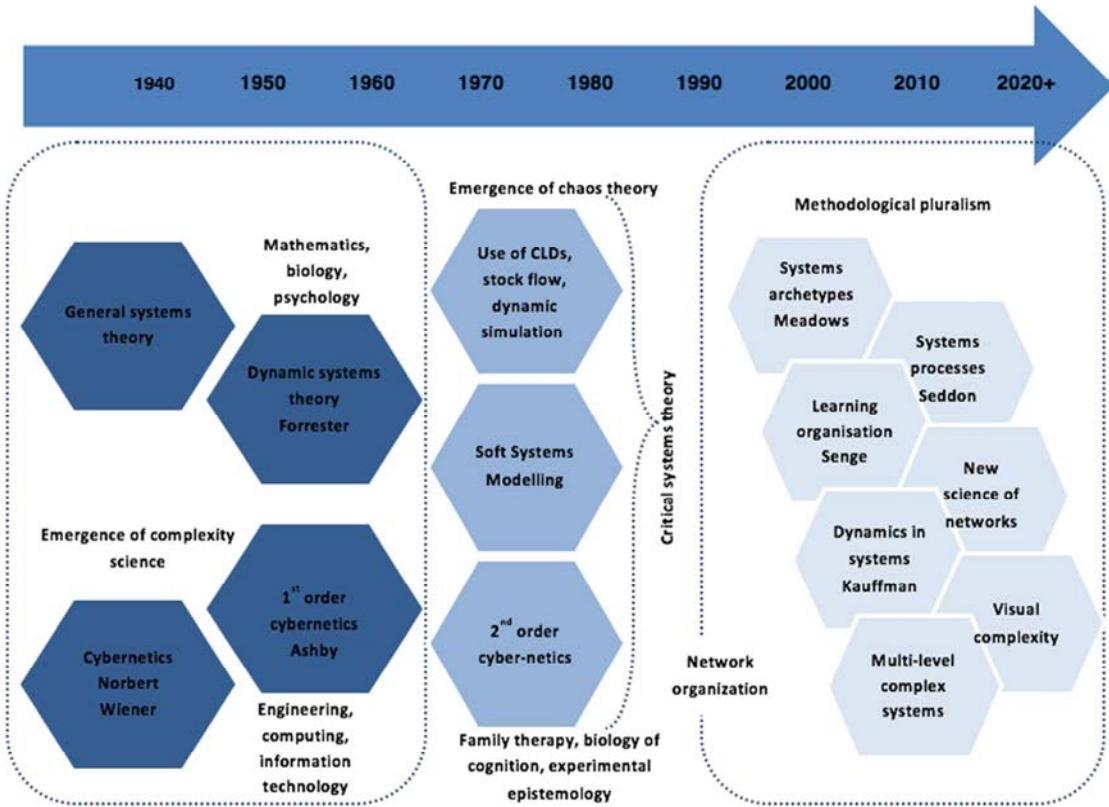 1940 1950 1960 1970 1980 1990 2000 2010 2020+
Emergence of chaos theory
Methodological pluralism
Mathematics,
biology,
psychology
General systems
theory
Dynamic systems
theory
Forrester
Emergence of complexity
science
1st order
cybernetics
Ashby
Cybernetics
Norbert
Wiener
Engineering,
computing,
information
technology
Use of CLDs,
stock flow,
dynamic
simulation
Soft Systems
Modelling
2nd order
cyber-netics
Family therapy, biology of
cognition, experimental
epistemology
Critical systems theory
Network
organization
Systems
archetypes
Meadows
Systems
processes
Seddon
Learning
organisation
Senge
New
science of
networks
Dynamics in
systems
Kauffman
Visual
complexity
Multi-level
complex
systems